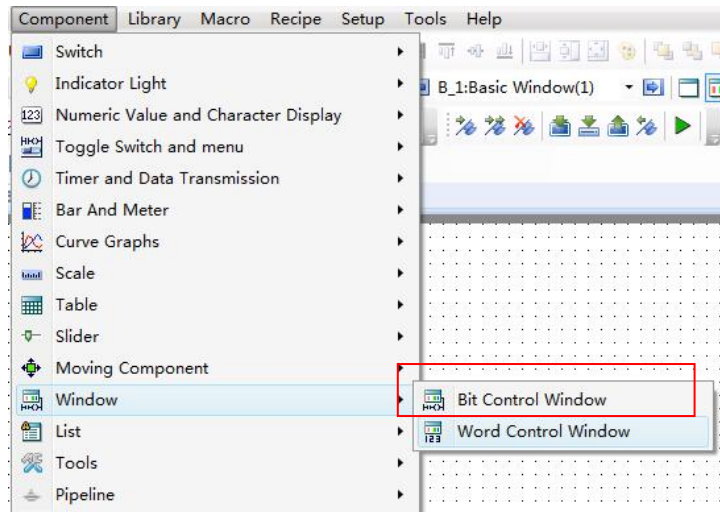 Component Library Macro Recipe Setup Tools Help
Switch
Indicator Light
B_1:Basic Window(1)
123 Numeric Value and Character Display
Toggle Switch and menu
Timer and Data Transmission
Bar And Meter
Curve Graphs
Scale
Table
Slider
Moving Component
Window
Bit Control Window
List
123 Word Control Window
Tools
Pipeline